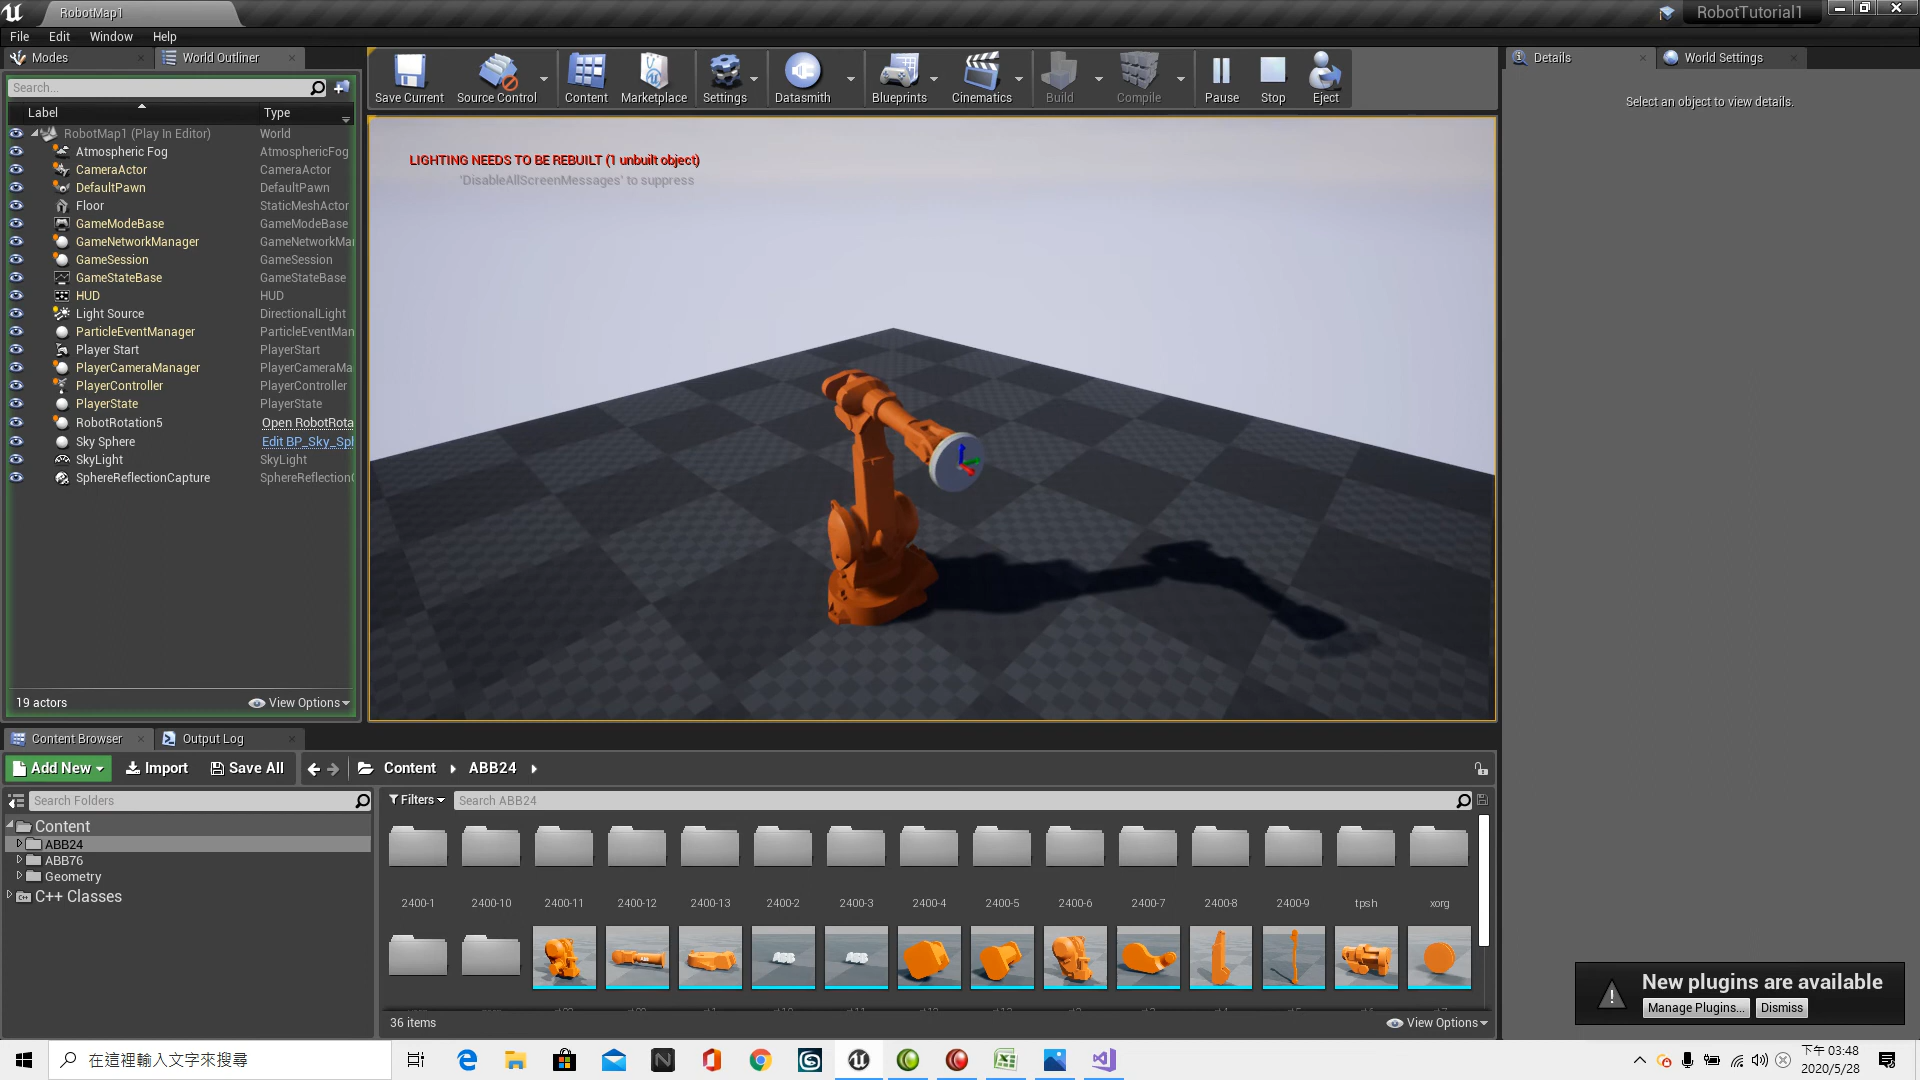 RobotMap1
RobotTutorial1
File Edit Window Help
Modes
World Outliner
Search...
Label Type
RobotMap1 (Play In Editor) World
Atmospheric Fog AtmosphericFog
CameraActor CameraActor
DefaultPawn DefaultPawn
Floor StaticMeshActor
GameModeBase GameModeBase
GameNetworkManager GameNetworkMa
GameSession GameSession
GameStateBase GameStateBase
HUD HUD
Light Source DirectionalLight
ParticleEventManager ParticleEventMan
Player Start PlayerStart
PlayerCameraManager PlayerCameraMa
PlayerController PlayerController
PlayerState PlayerState
RobotRotation5 Open RobotRota
Sky Sphere Edit BP_Sky_Sph
SkyLight SkyLight
SphereReflectionCapture SphereReflection
19 actors View Options
Save Current Source Control Content Marketplace Settings Datasmith Blueprints Cinematics Build Compile Pause Stop Eject
LIGHTING NEEDS TO BE REBUILT (1 unbuilt object)
'DisableAllScreenMessages' to suppress
Details
World Settings
Select an object to view details.
Content Browser
Output Log
Add New Import Save All Content ABB24
Search Folders
Content
ABB24
ABB76
Geometry
C++ Classes
Filters Search ABB24
2400-1 2400-10 2400-11 2400-12 2400-13 2400-2 2400-3 2400-4 2400-5 2400-6 2400-7 2400-8 2400-9 tpsh xorg
36 items View Options
New plugins are available
Manage Plugins... Dismiss
在這裡輸入文字來搜尋
下午 03:48
2020/5/28